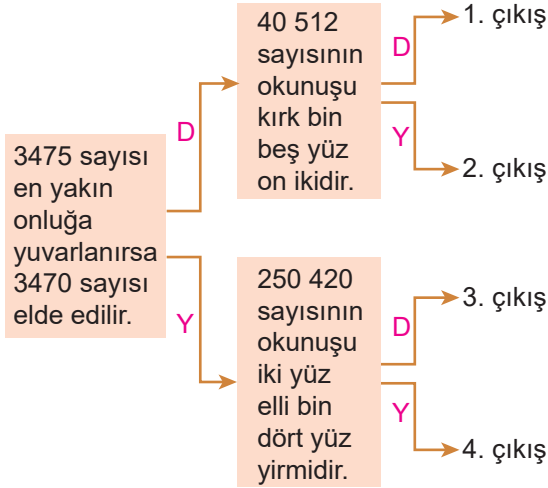 3475 sayısı
en yakın
onluğa
yuvarlanırsa
3470 sayısı
elde edilir.
D
Y
40 512
sayısının
okunuşu
kırk bin
beş yüz
on ikidir.
D
1. çıkış
Y
2. çıkış
250 420
sayısının
okunuşu
iki yüz
elli bin
dört yüz
yirmidir.
D
3. çıkış
Y
4. çıkış